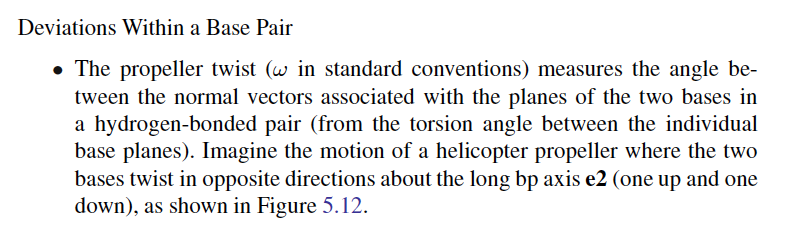 Deviations Within a Base Pair
• The propeller twist (ω in standard conventions) measures the angle be-
tween the normal vectors associated with the planes of the two bases in
a hydrogen-bonded pair (from the torsion angle between the individual
base planes). Imagine the motion of a helicopter propeller where the two
bases twist in opposite directions about the long bp axis e2 (one up and one
down), as shown in Figure 5.12.